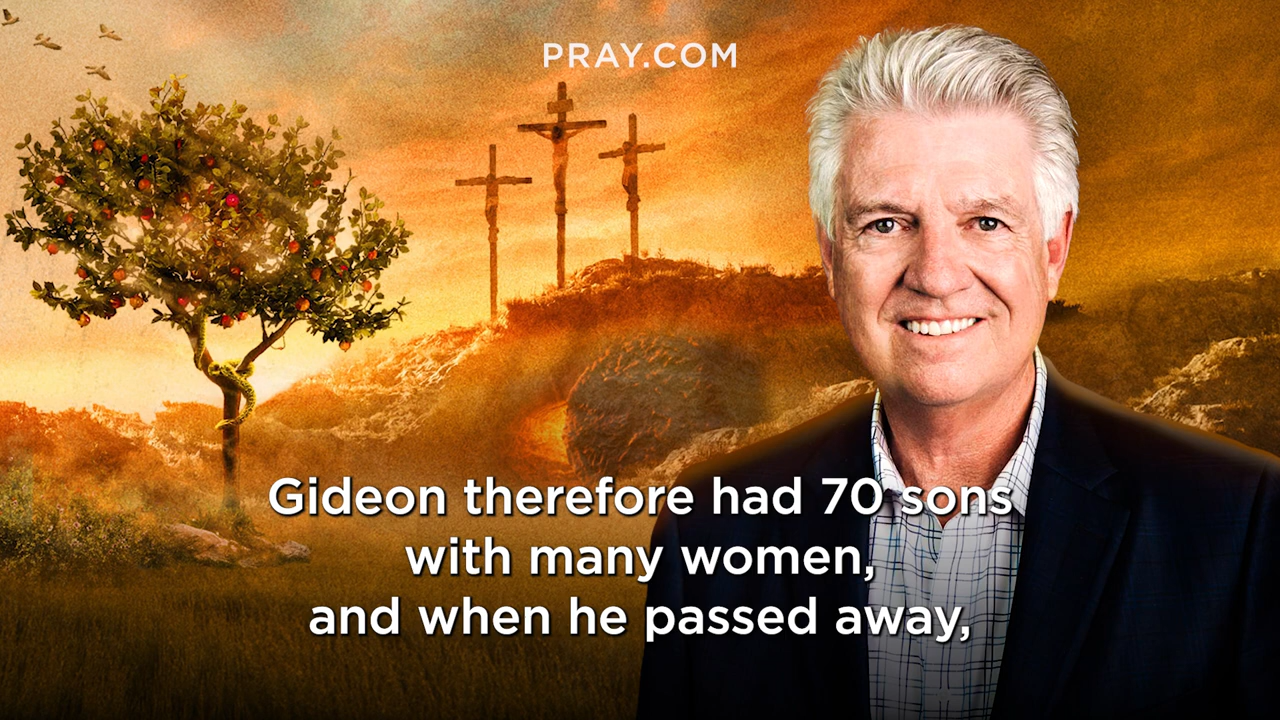 PRAY.COM
Gideon therefore had 70 sons
with many women,
and when he passed away,